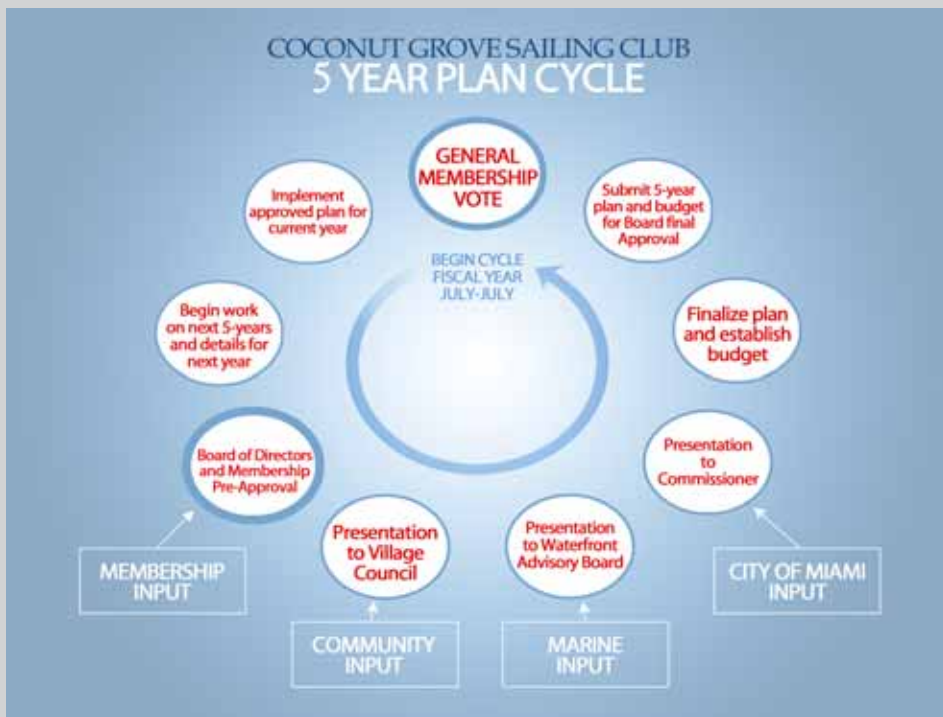 COCONUT GROVE SAILING CLUB
5 YEAR PLAN CYCLE
GENERAL
MEMBERSHIP
VOTE
Implement
approved plan for
current year
Submit 5-year
plan and budget
for Board final
Approval
BEGIN CYCLE
FISCAL YEAR
JULY-JULY
Begin work
on next 5-years
and details for
next year
Finalize plan
and establish
budget
Board of Directors
and Membership
Pre-Approval
Presentation
to
Commissioner
Presentation
to Village
Council
Presentation
to Waterfront
Advisory Board
MEMBERSHIP
INPUT
CITY OF MIAMI
INPUT
COMMUNITY
INPUT
MARINE
INPUT